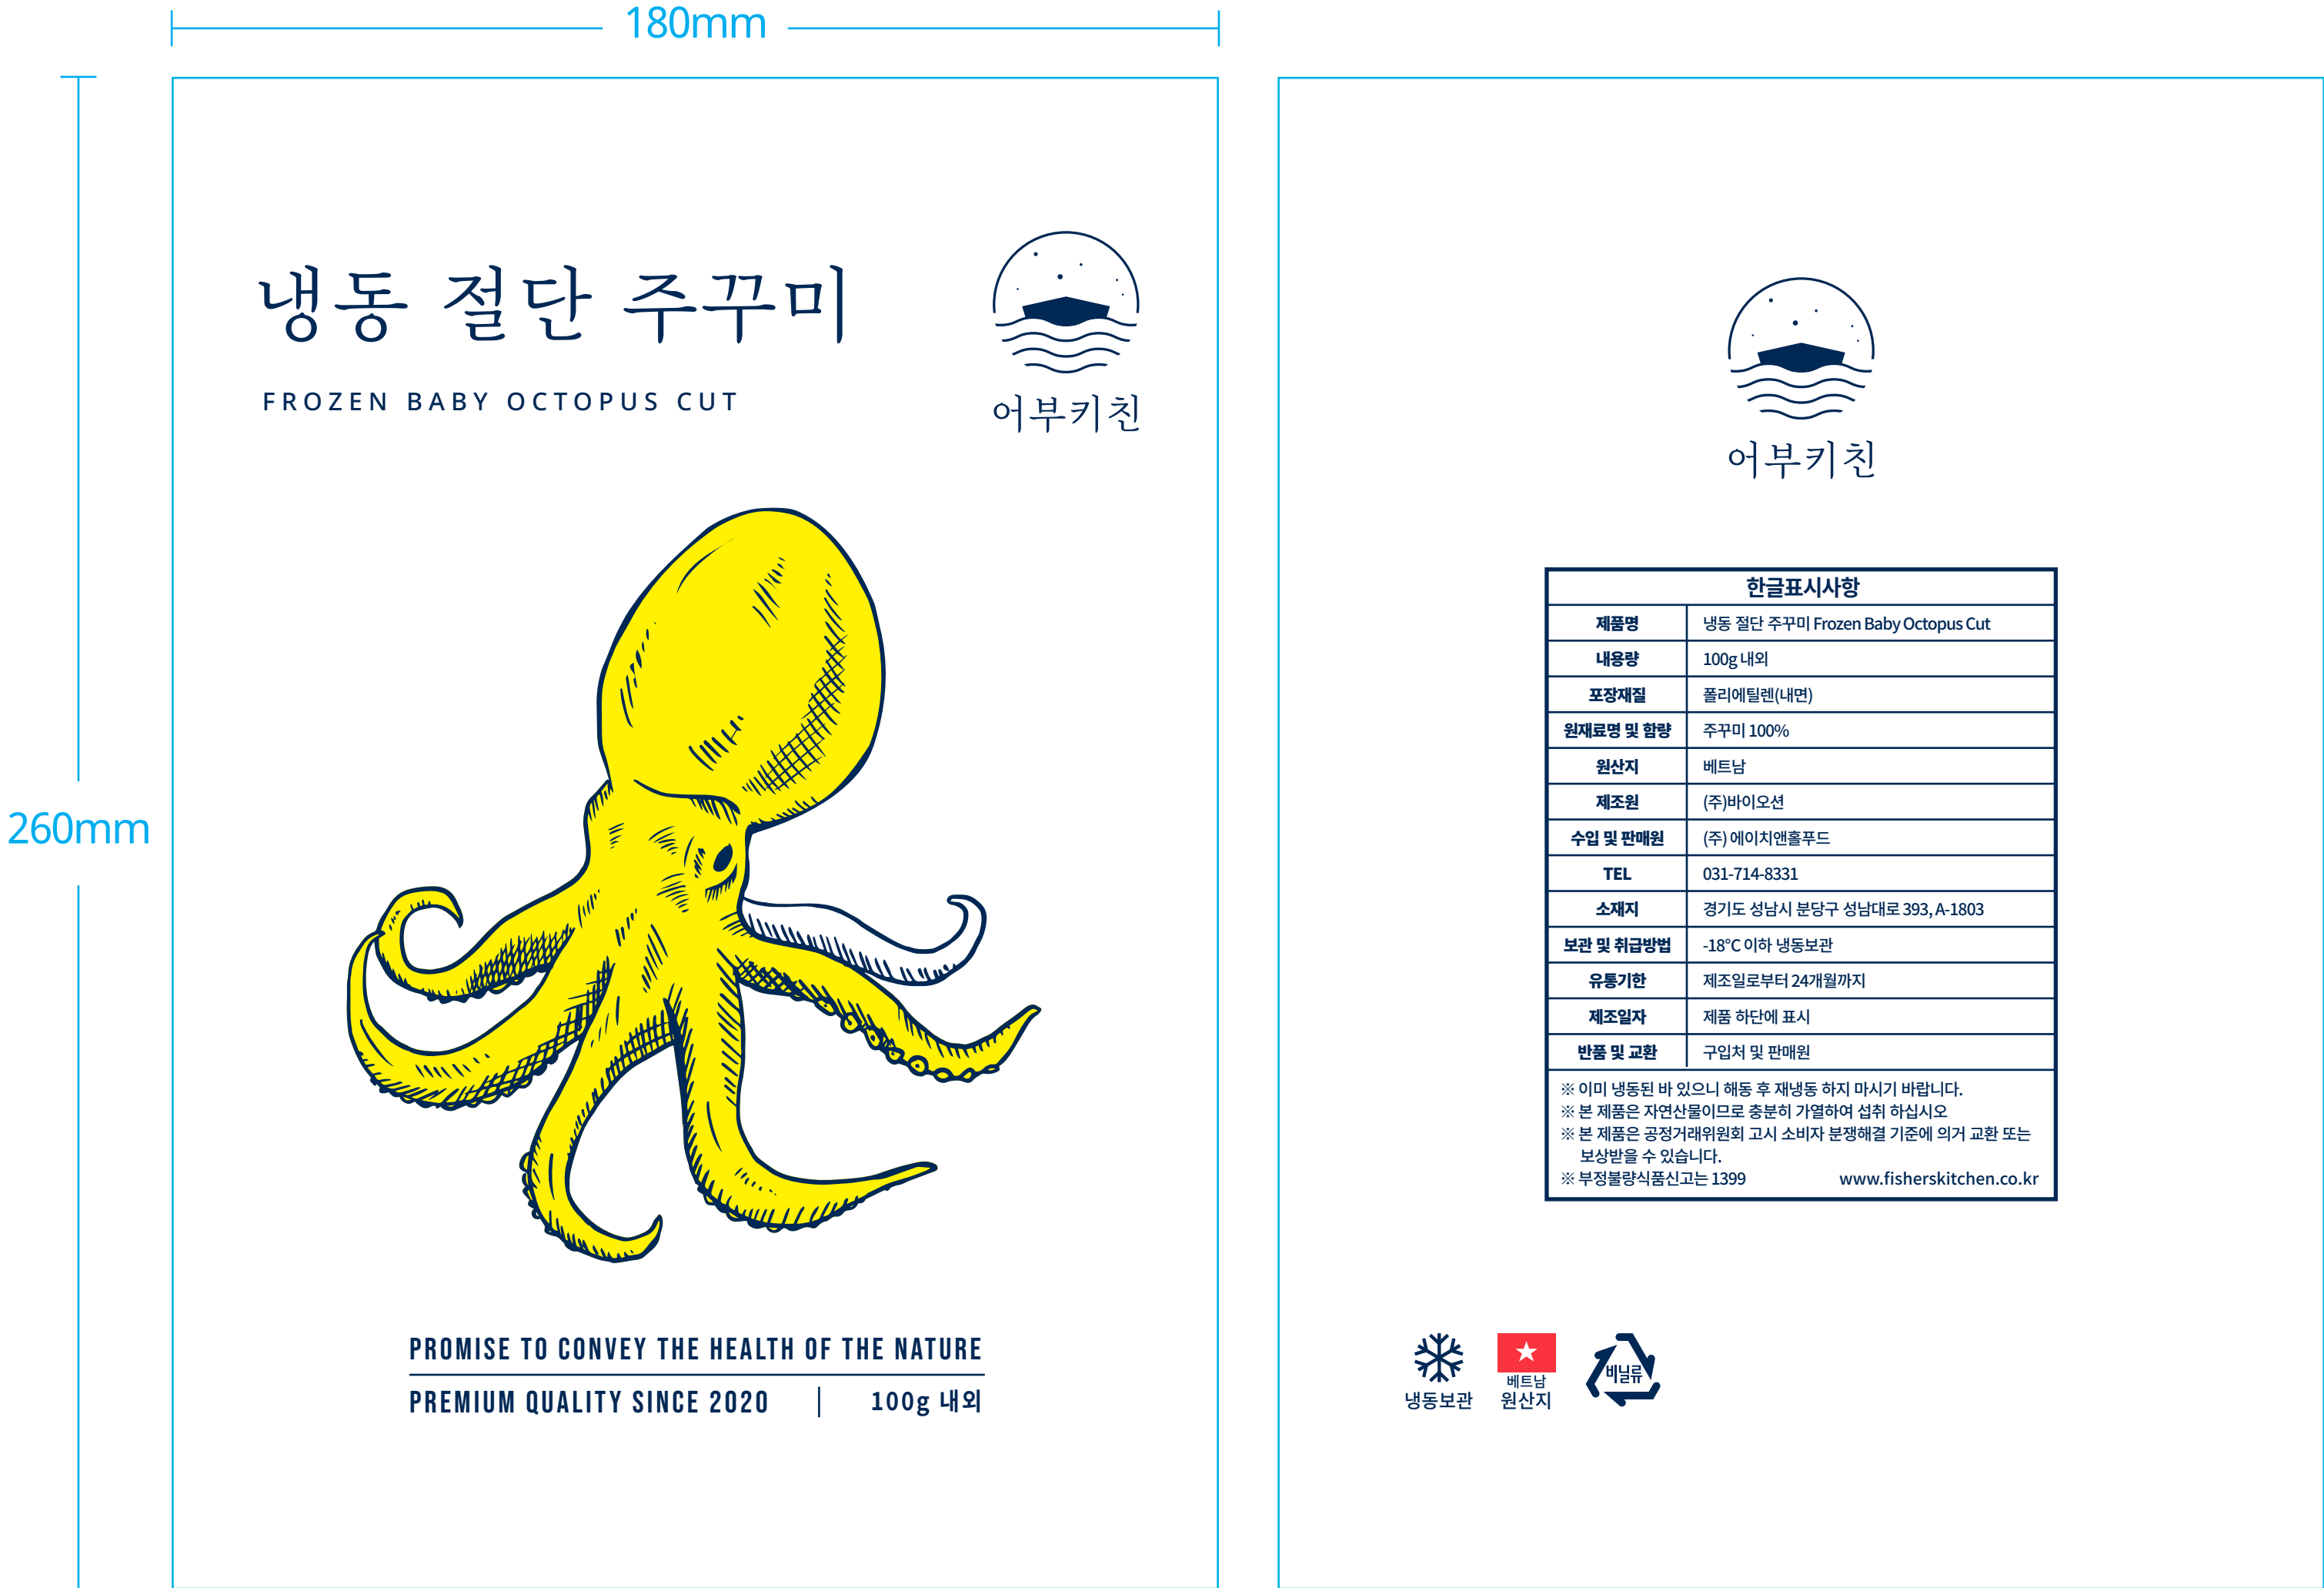 180mm
260mm
냉동 절단 주꾸미
FROZEN BABY OCTOPUS CUT
어부키친
PROMISE TO CONVEY THE HEALTH OF THE NATURE
PREMIUM QUALITY SINCE 2020 | 100g 내외
어부키친
한글표시사항
제품명 냉동 절단 주꾸미 Frozen Baby Octopus Cut
내용량 100g 내외
포장재질 폴리에틸렌(내면)
원재료명 및 함량 주꾸미 100%
원산지 베트남
제조원 (주)바이오션
수입 및 판매원 (주) 에이치앤홀푸드
TEL 031-714-8331
소재지 경기도 성남시 분당구 성남대로 393, A-1803
보관 및 취급방법 -18°C 이하 냉동보관
유통기한 제조일로부터 24개월까지
제조일자 제품 하단에 표시
반품 및 교환 구입처 및 판매원
※ 이미 냉동된 바 있으니 해동 후 재냉동 하지 마시기 바랍니다.
※ 본 제품은 자연산물이므로 충분히 가열하여 섭취 하십시오
※ 본 제품은 공정거래위원회 고시 소비자 분쟁해결 기준에 의거 교환 또는
보상받을 수 있습니다.
※ 부정불량식품신고는 1399 www.fisherskitchen.co.kr
냉동보관
베트남
원산지
비닐류